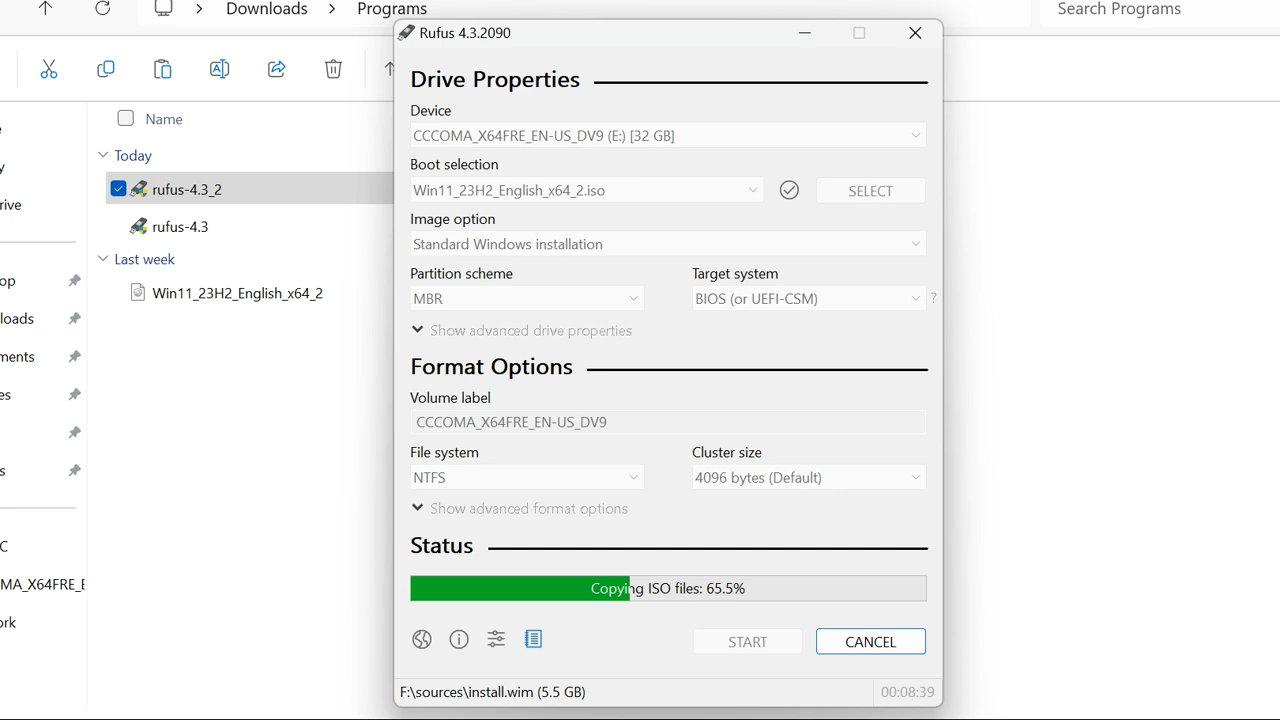 Downloads > Programs
Search Programs
Rufus 4.3.2090
Name
Today
rufus-4.3_2
rufus-4.3
Last week
Win11_23H2_English_x64_2
rive
op
loads
ments
es
s
C
MA_X64FRE_E
ork
Drive Properties
Device
CCCOMA_X64FRE_EN-US_DV9 (E:) [32 GB]
Boot selection
Win11_23H2_English_x64_2.iso
SELECT
Image option
Standard Windows installation
Partition scheme
Target system
MBR
BIOS (or UEFI-CSM)
?
Show advanced drive properties
Format Options
Volume label
CCCOMA_X64FRE_EN-US_DV9
File system
Cluster size
NTFS
4096 bytes (Default)
Show advanced format options
Status
Copying ISO files: 65.5%
START
CANCEL
F:\sources\install.wim (5.5 GB)
00:08:39